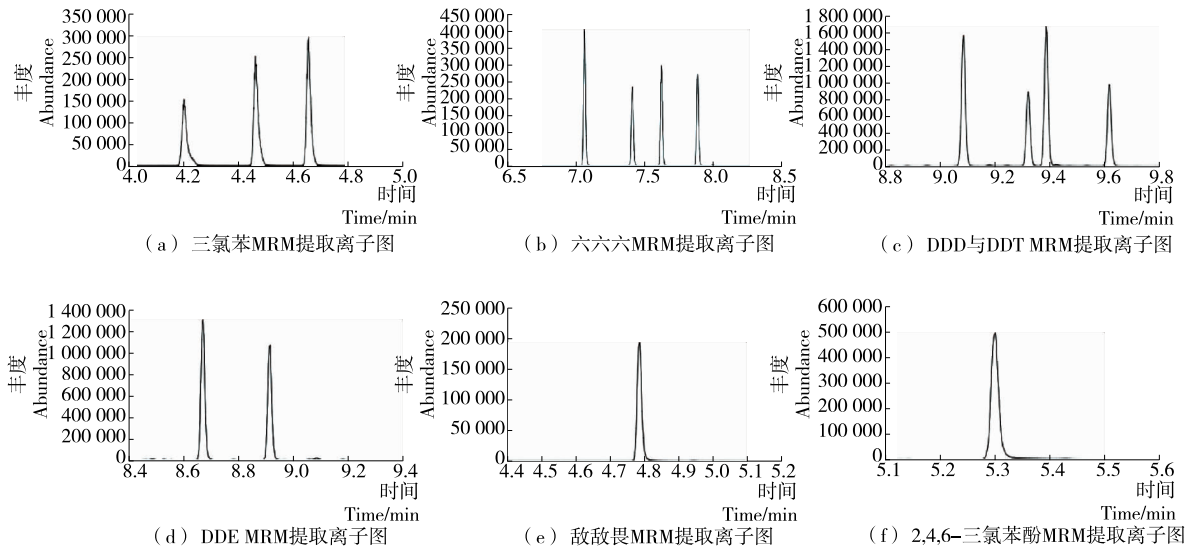 350 000
300 000
250 000
200 000
150 000
100 000
50 000
0
丰度
Abundance
4.0 4.2 4.4 4.6 4.8 5.0
时间
Time/min
（a）三氯苯MRM提取离子图
450 000
400 000
350 000
300 000
250 000
200 000
150 000
100 000
50 000
0
丰度
Abundance
6.5 7.0 7.5 8.0 8.5
时间
Time/min
（b）六六六MRM提取离子图
1 800 000
1 600 000
1 400 000
1 200 000
1 000 000
800 000
600 000
400 000
200 000
0
丰度
Abundance
8.8 9.0 9.2 9.4 9.6 9.8
时间
Time/min
（c）DDD与DDT MRM提取离子图
1 400 000
1 200 000
1 000 000
800 000
600 000
400 000
200 000
0
丰度
Abundance
8.4 8.6 8.8 9.0 9.2 9.4
时间
Time/min
（d）DDE MRM提取离子图
250 000
200 000
150 000
100 000
50 000
0
丰度
Abundance
4.4 4.5 4.6 4.7 4.8 4.9 5.0 5.1 5.2
时间
Time/min
（e）敌敌畏MRM提取离子图
600 000
500 000
400 000
300 000
200 000
100 000
0
丰度
Abundance
5.1 5.2 5.3 5.4 5.5 5.6
时间
Time/min
（f）2,4,6-三氯苯酚MRM提取离子图